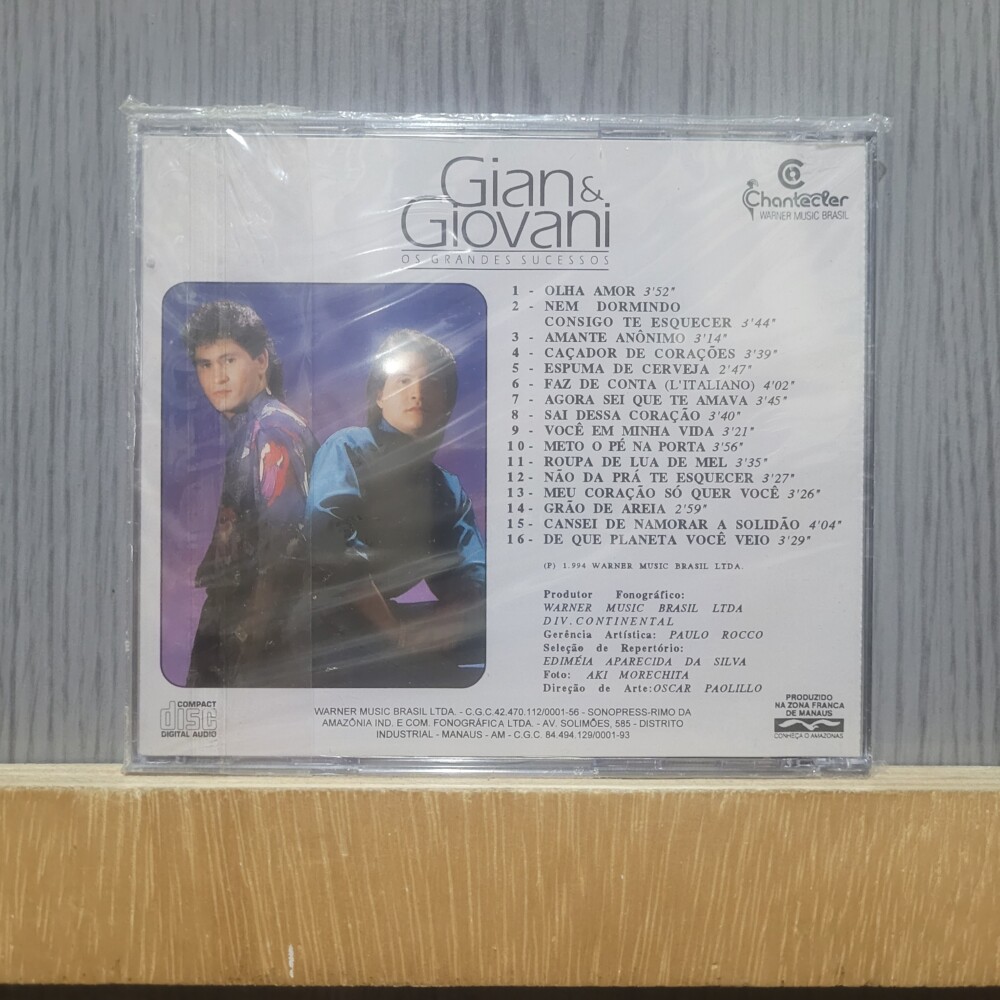 Gian &
Giovani
OS GRANDES SUCESSOS
Chantecler
WARNER MUSIC BRASIL
1 - OLHA AMOR 3'52"
2 - NEM DORMINDO
CONSIGO TE ESQUECER 3'44"
3 - AMANTE ANÔNIMO 3'14"
4 - CAÇADOR DE CORAÇÕES 3'39"
5 - ESPUMA DE CERVEJA 2'47"
6 - FAZ DE CONTA (L'ITALIANO) 4'02"
7 - AGORA SEI QUE TE AMAVA 3'45"
8 - SAI DESSA CORAÇÃO 3'40"
9 - VOCÊ EM MINHA VIDA 3'21"
10 - METO O PÉ NA PORTA 3'56"
11 - ROUPA DE LUA DE MEL 3'35"
12 - NÃO DA PRÁ TE ESQUECER 3'27"
13 - MEU CORAÇÃO SÓ QUER VOCÊ 3'26"
14 - GRÃO DE AREIA 2'59"
15 - CANSEI DE NAMORAR A SOLIDÃO 4'04"
16 - DE QUE PLANETA VOCÊ VEIO 3'29"
(P) 1.994 WARNER MUSIC BRASIL LTDA.
Produtor Fonográfico:
WARNER MUSIC BRASIL LTDA
DIV.CONTINENTAL
Gerência Artística: PAULO ROCCO
Seleção de Repertório:
EDIMÉIA APARECIDA DA SILVA
Foto: AKI MORECHITA
Direção de Arte:OSCAR PAOLILLO
COMPACT
disc
DIGITAL AUDIO
WARNER MUSIC BRASIL LTDA. - C.G.C.42.470.112/0001-56 - SONOPRESS-RIMO DA
AMAZÔNIA IND. E COM. FONOGRÁFICA LTDA. - AV. SOLIMÕES, 585 - DISTRITO
INDUSTRIAL - MANAUS - AM - C.G.C. 84.494.129/0001-93
PRODUZIDO
NA ZONA FRANCA
DE MANAUS
CONHEÇA O AMAZONAS